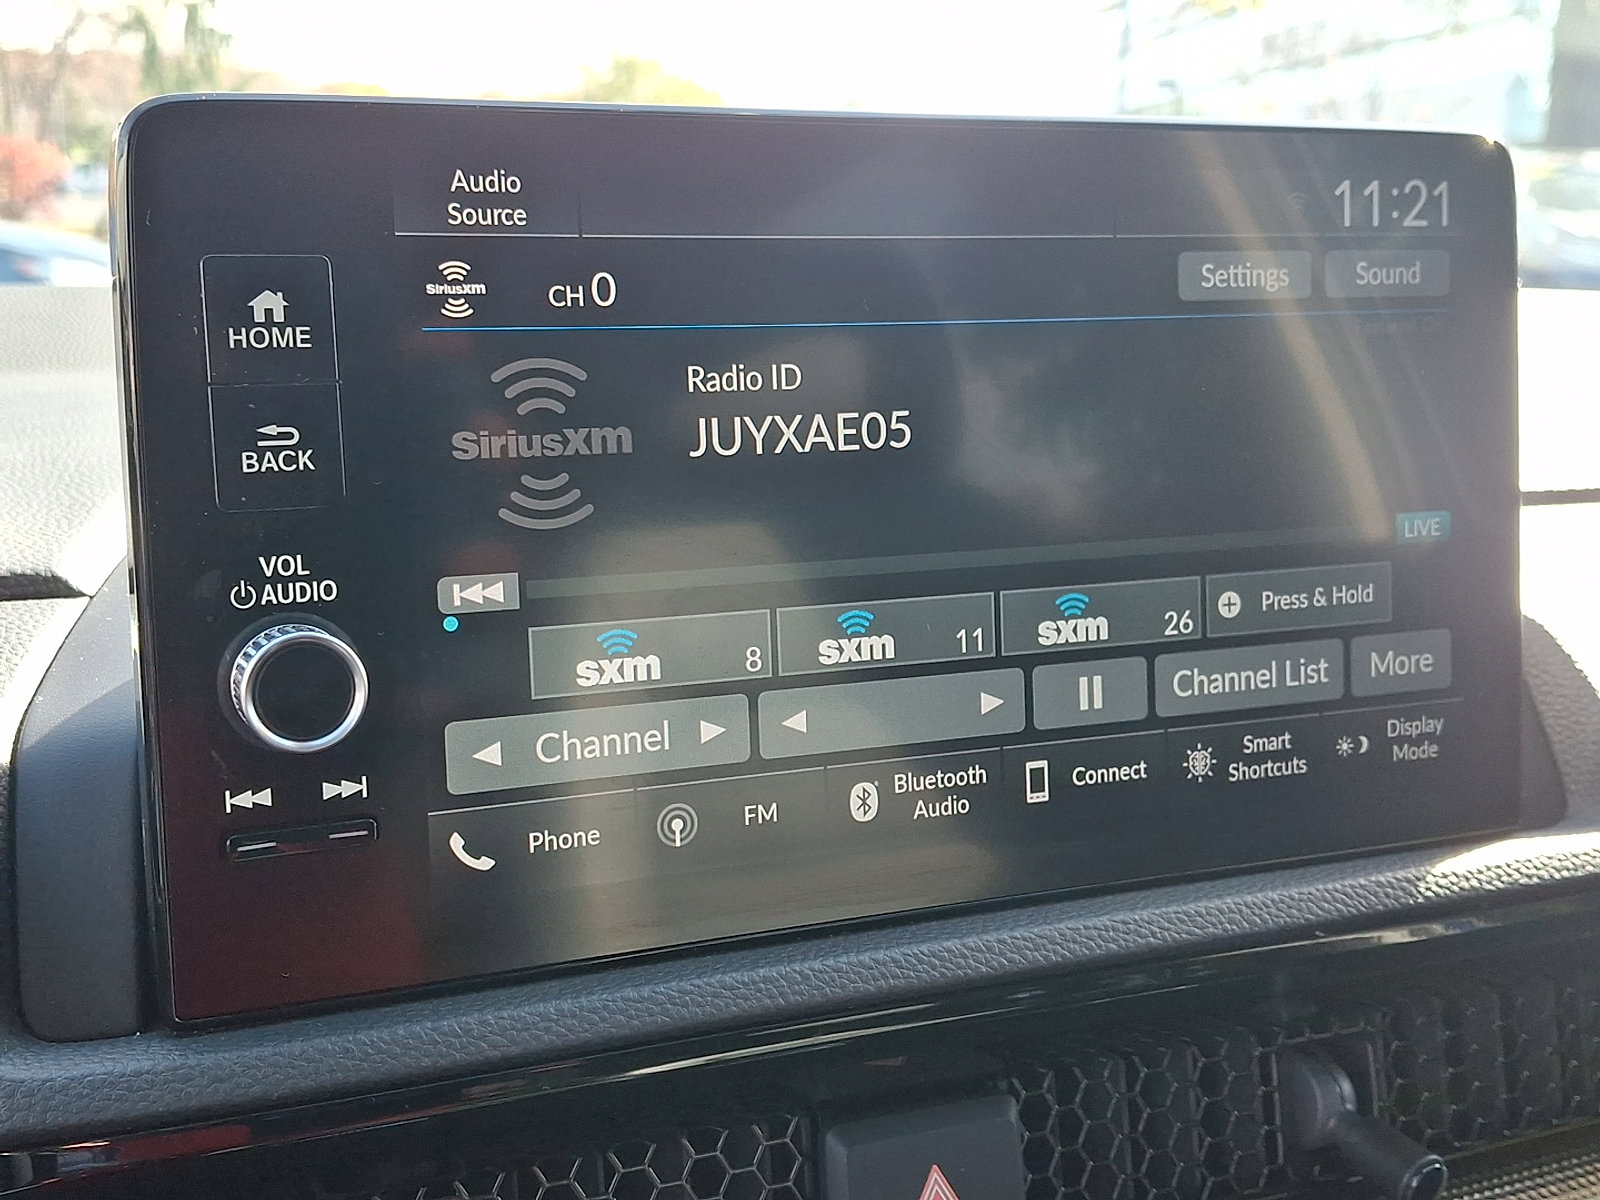 Audio
Source
11:21
SiriusXM
CH 0
Settings
Sound
HOME
Radio ID
SiriusXM
JUYXAE05
BACK
LIVE
VOL
AUDIO
sxm 8
sxm 11
sxm 26
Press & Hold
Channel
Channel List
More
Phone
FM
Bluetooth
Audio
Connect
Smart
Shortcuts
Display
Mode